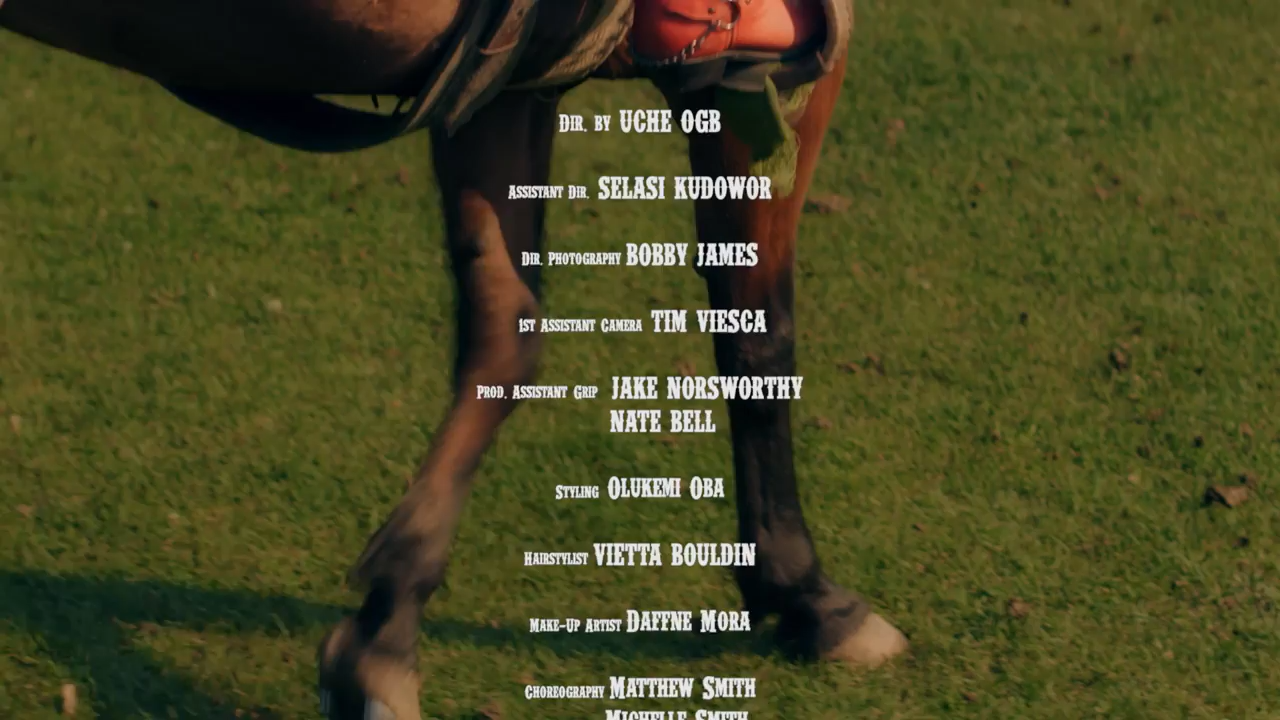 Dir. by UCHE OGB
Assistant Dir. SELASI KUDOWOR
Dir. Photography BOBBY JAMES
1st Assistant Camera TIM VIESCA
Prod. Assistant Grip JAKE NORSWORTHY
NATE BELL
Styling Olukemi Oba
Hairstylist VIETTA BOULDIN
Make-Up Artist Daffne Mora
Choreography Matthew Smith
Michelle Smith